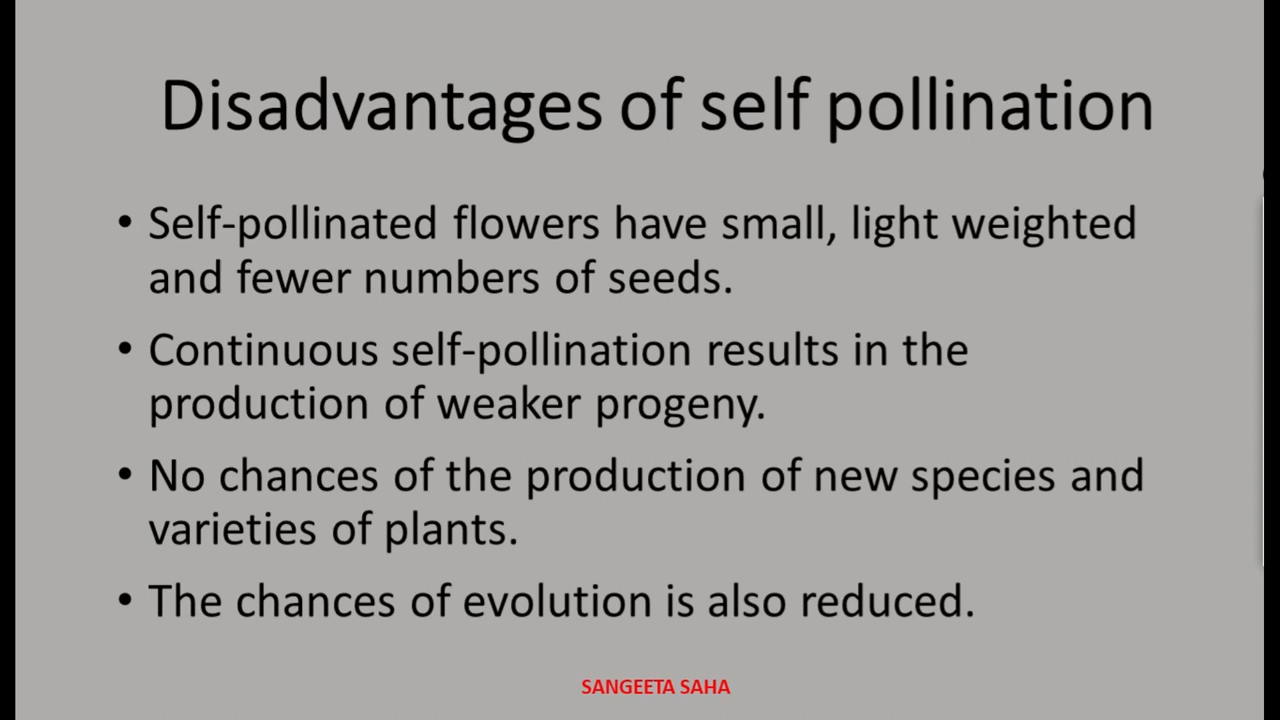 Disadvantages of self pollination
• Self-pollinated flowers have small, light weighted
and fewer numbers of seeds.
• Continuous self-pollination results in the
production of weaker progeny.
• No chances of the production of new species and
varieties of plants.
• The chances of evolution is also reduced.
SANGEETA SAHA